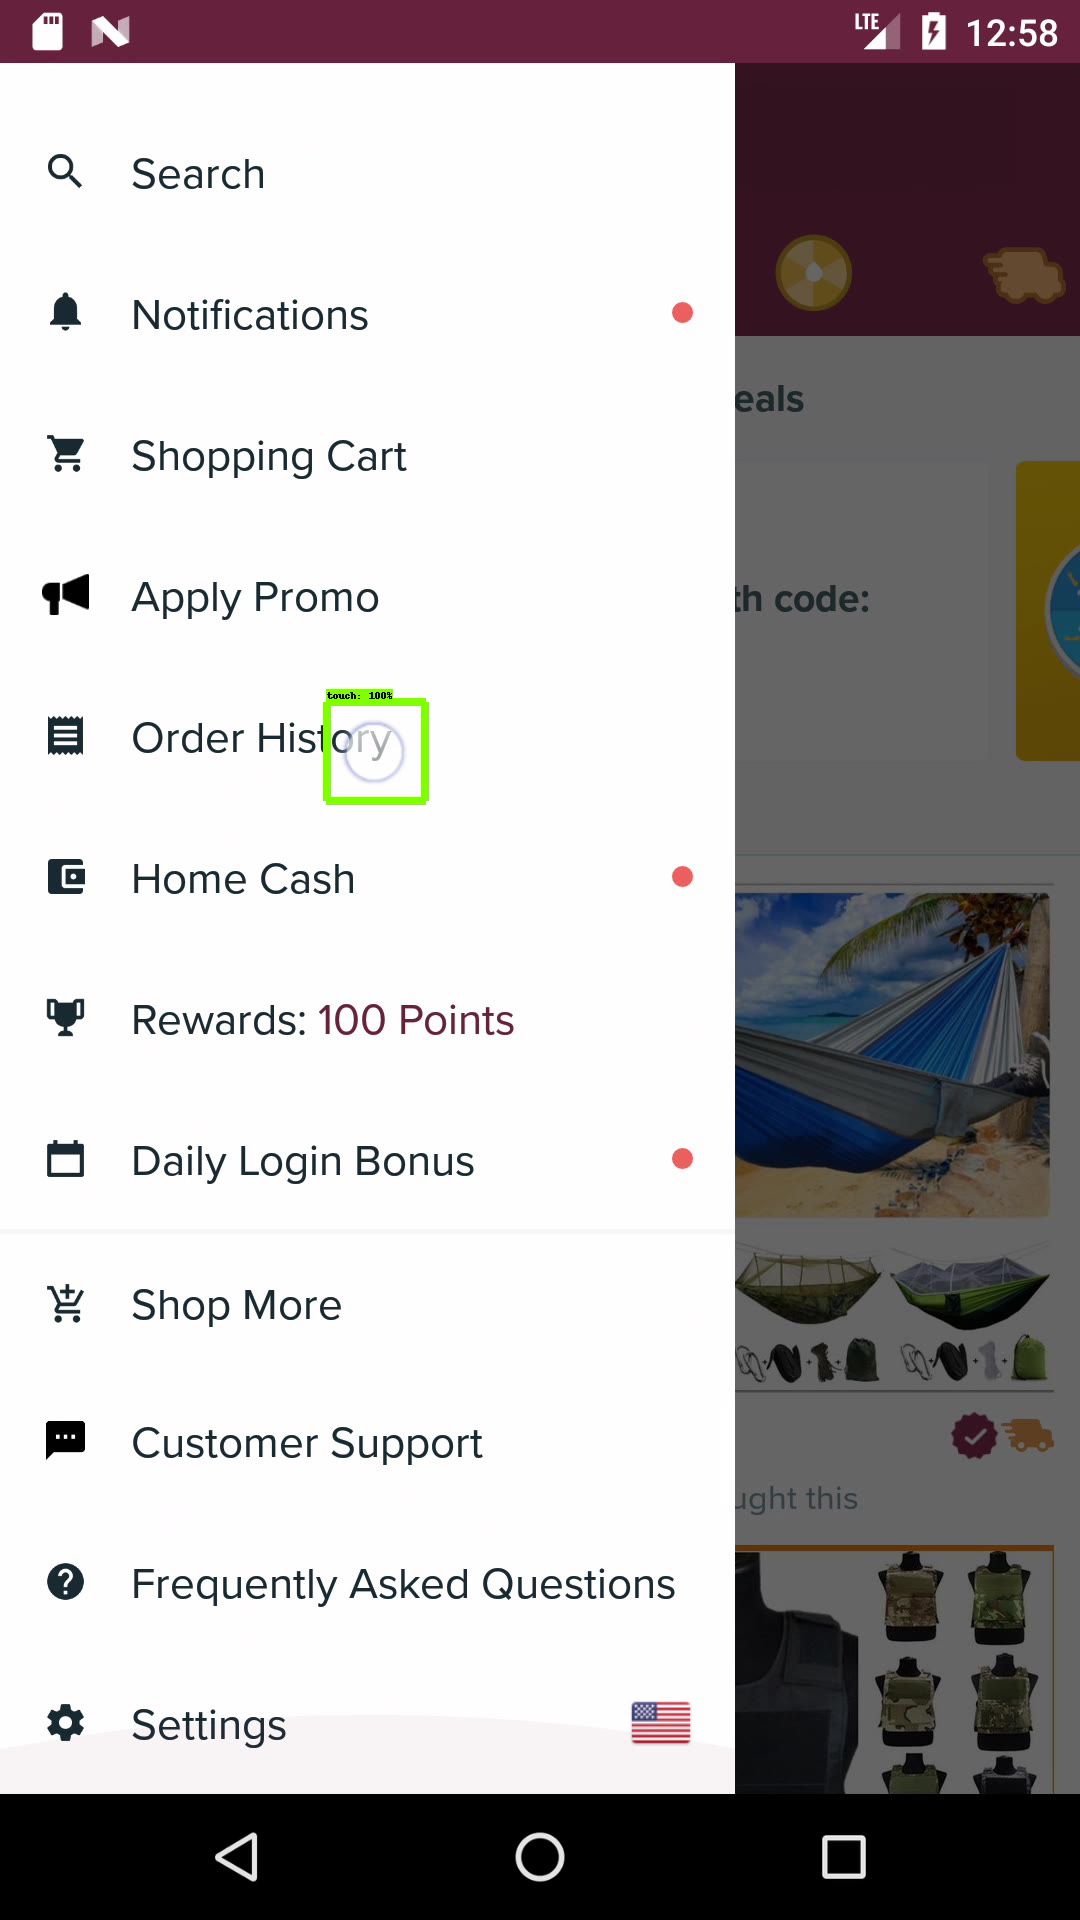 LTE 12:58
Search
Notifications
eals
Shopping Cart
Apply Promo
th code:
touch: 100%
Order History
Home Cash
Rewards: 100 Points
Daily Login Bonus
Shop More
Customer Support
ught this
Frequently Asked Questions
Settings